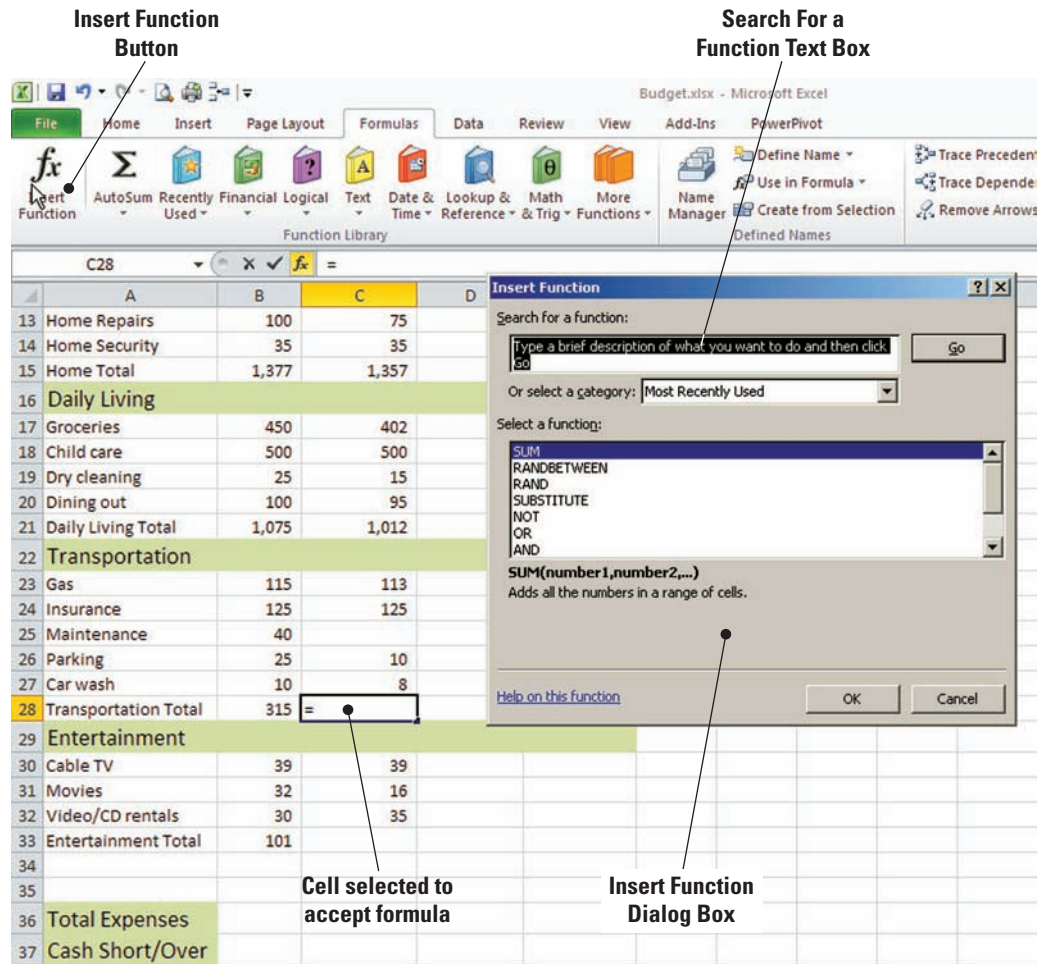 Insert Function
Button
Search For a
Function Text Box
Budget.xlsx - Microsoft Excel
File Home Insert Page Layout Formulas Data Review View Add-Ins PowerPivot
fx Σ ? A θ
Insert Function
AutoSum
Recently Used
Financial
Logical
Text
Date & Time
Lookup & Reference
Math & Trig
More Functions
Name Manager
Define Name
Use in Formula
Create from Selection
Trace Preceden
Trace Depende
Remove Arrows
Function Library
Defined Names
C28 fx =
A B C D
13 Home Repairs 100 75
14 Home Security 35 35
15 Home Total 1,377 1,357
16 Daily Living
17 Groceries 450 402
18 Child care 500 500
19 Dry cleaning 25 15
20 Dining out 100 95
21 Daily Living Total 1,075 1,012
22 Transportation
23 Gas 115 113
24 Insurance 125 125
25 Maintenance 40
26 Parking 25 10
27 Car wash 10 8
28 Transportation Total 315 =
29 Entertainment
30 Cable TV 39 39
31 Movies 32 16
32 Video/CD rentals 30 35
33 Entertainment Total 101
34
35
36 Total Expenses
37 Cash Short/Over
Insert Function
Search for a function:
Type a brief description of what you want to do and then click
Go
Go
Or select a category: Most Recently Used
Select a function:
SUM
RANDBETWEEN
RAND
SUBSTITUTE
NOT
OR
AND
SUM(number1,number2,...)
Adds all the numbers in a range of cells.
Help on this function
OK Cancel
Cell selected to
accept formula
Insert Function
Dialog Box